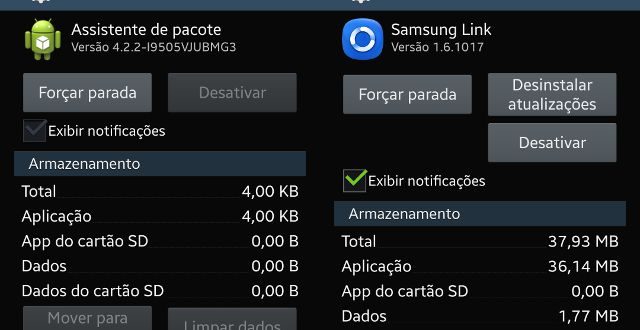 Assistente de pacote
Versão 4.2.2-I9505VJUBMG3
Forçar parada
Desativar
Exibir notificações
Armazenamento
Total 4,00 KB
Aplicação 4,00 KB
App do cartão SD 0,00 B
Dados 0,00 B
Dados do cartão SD 0,00 B
Mover para
Limpar dados
Samsung Link
Versão 1.6.1017
Forçar parada
Desinstalar
atualizações
Desativar
Exibir notificações
Armazenamento
Total 37,93 MB
Aplicação 36,14 MB
App do cartão SD 0,00 B
Dados 1,77 MB